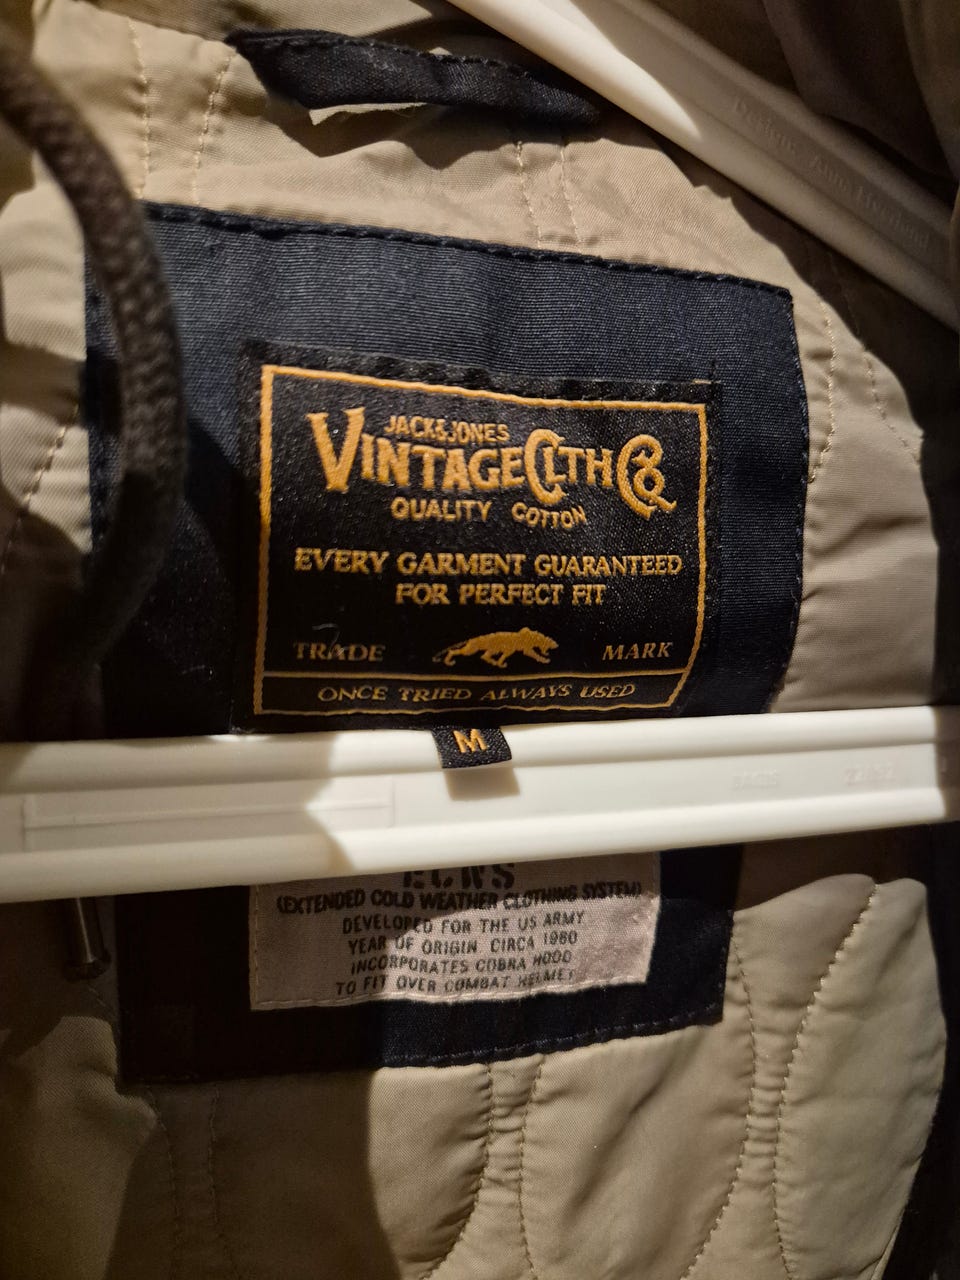 JACK&JONES
VINTAGE CLTH Co
QUALITY COTTON
EVERY GARMENT GUARANTEED
FOR PERFECT FIT
TRADE MARK
ONCE TRIED ALWAYS USED
M
ECWS
(EXTENDED COLD WEATHER CLOTHING SYSTEM)
DEVELOPED FOR THE US ARMY
YEAR OF ORIGIN CIRCA 1980
INCORPORATES COBRA HOOD
TO FIT OVER COMBAT HELMET